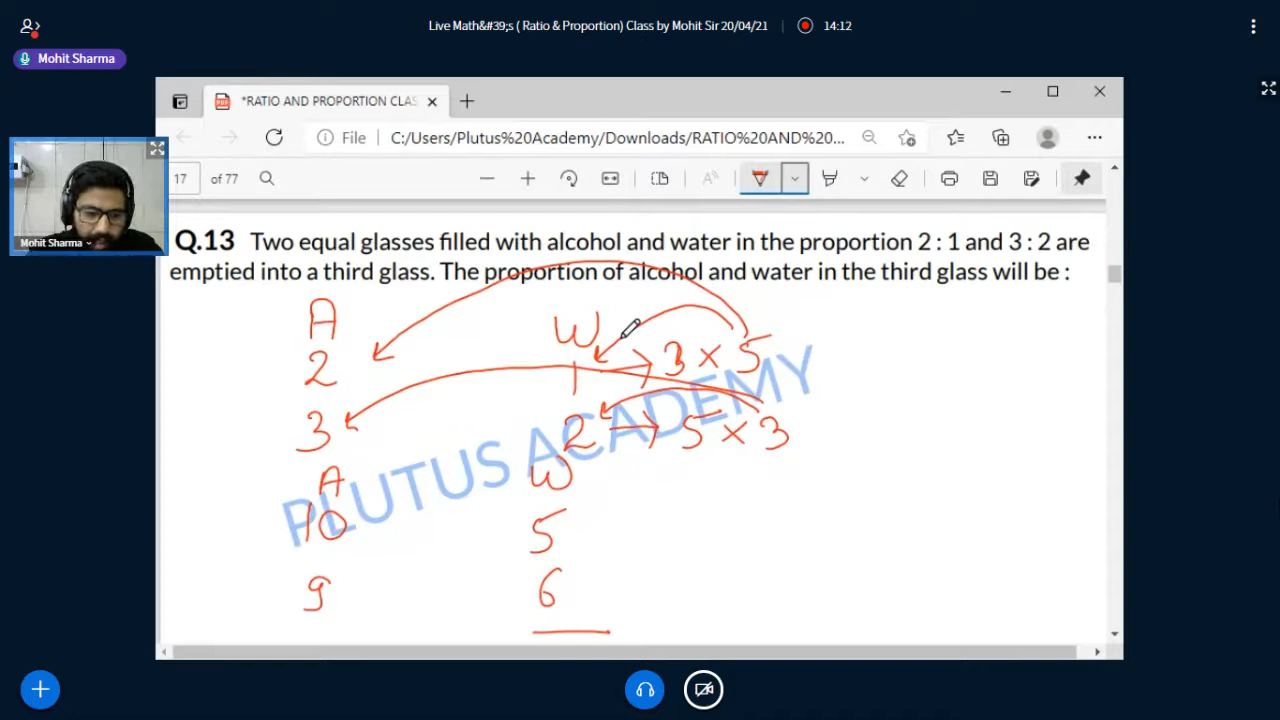 Live Math&#39;s ( Ratio & Proportion) Class by Mohit Sir 20/04/21 14:12
Mohit Sharma
*RATIO AND PROPORTION CLAS
File C:/Users/Plutus%20Academy/Downloads/RATIO%20AND%20...
17 of 77
Mohit Sharma
Q.13 Two equal glasses filled with alcohol and water in the proportion 2 : 1 and 3 : 2 are
emptied into a third glass. The proportion of alcohol and water in the third glass will be :
A W
2 1 → 3 × 5
3 2 → 5 × 3
A W
10 5
9 6
PLUTUS ACADEMY